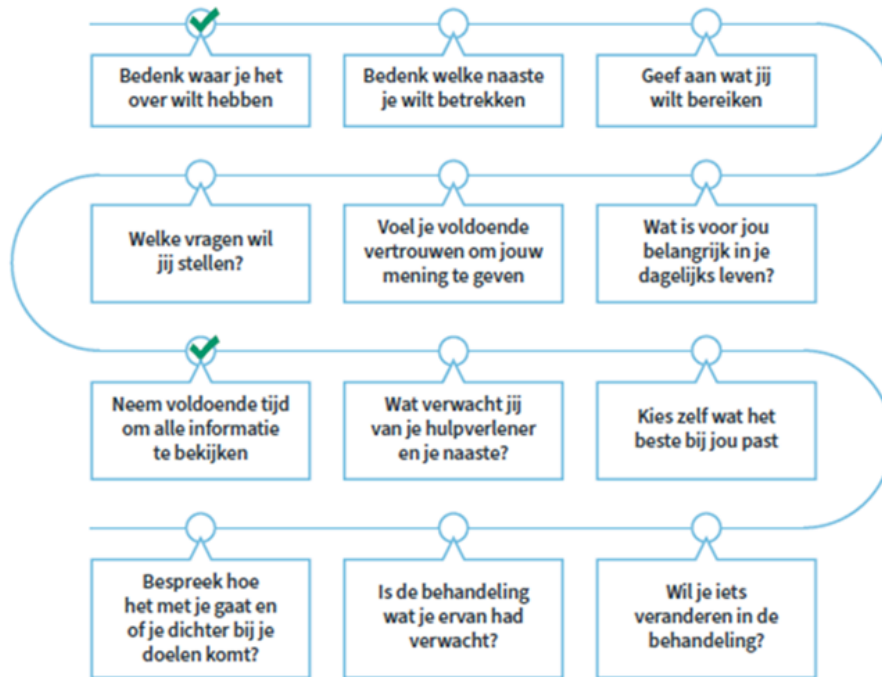 Bedenk waar je het
over wilt hebben
Bedenk welke naaste
je wilt betrekken
Geef aan wat jij
wilt bereiken
Welke vragen wil
jij stellen?
Voel je voldoende
vertrouwen om jouw
mening te geven
Wat is voor jou
belangrijk in je
dagelijks leven?
Neem voldoende tijd
om alle informatie
te bekijken
Wat verwacht jij
van je hulpverlener
en je naaste?
Kies zelf wat het
beste bij jou past
Bespreek hoe
het met je gaat en
of je dichter bij je
doelen komt?
Is de behandeling
wat je ervan had
verwacht?
Wil je iets
veranderen in de
behandeling?